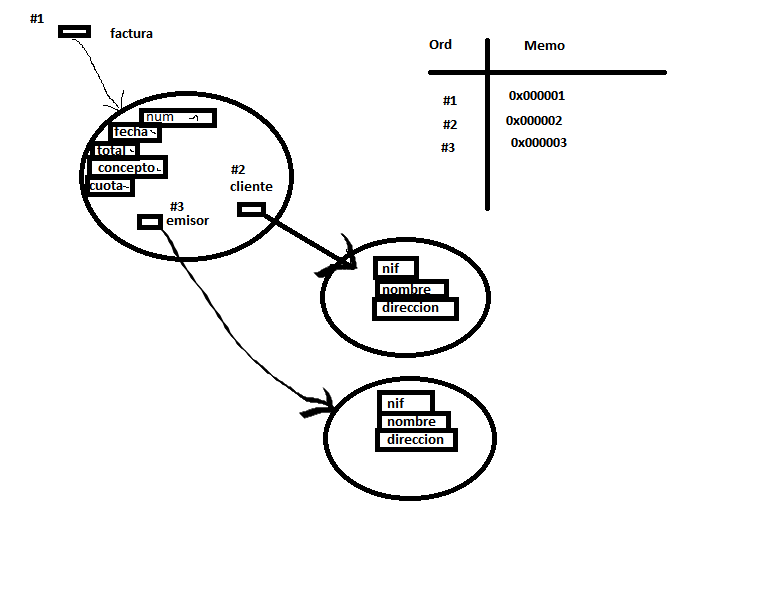 #1
factura
num
fecha
total
concepto
cuota
#2
cliente
#3
emisor
nif
nombre
direccion
nif
nombre
direccion
Ord Memo
#1 0x000001
#2 0x000002
#3 0x000003